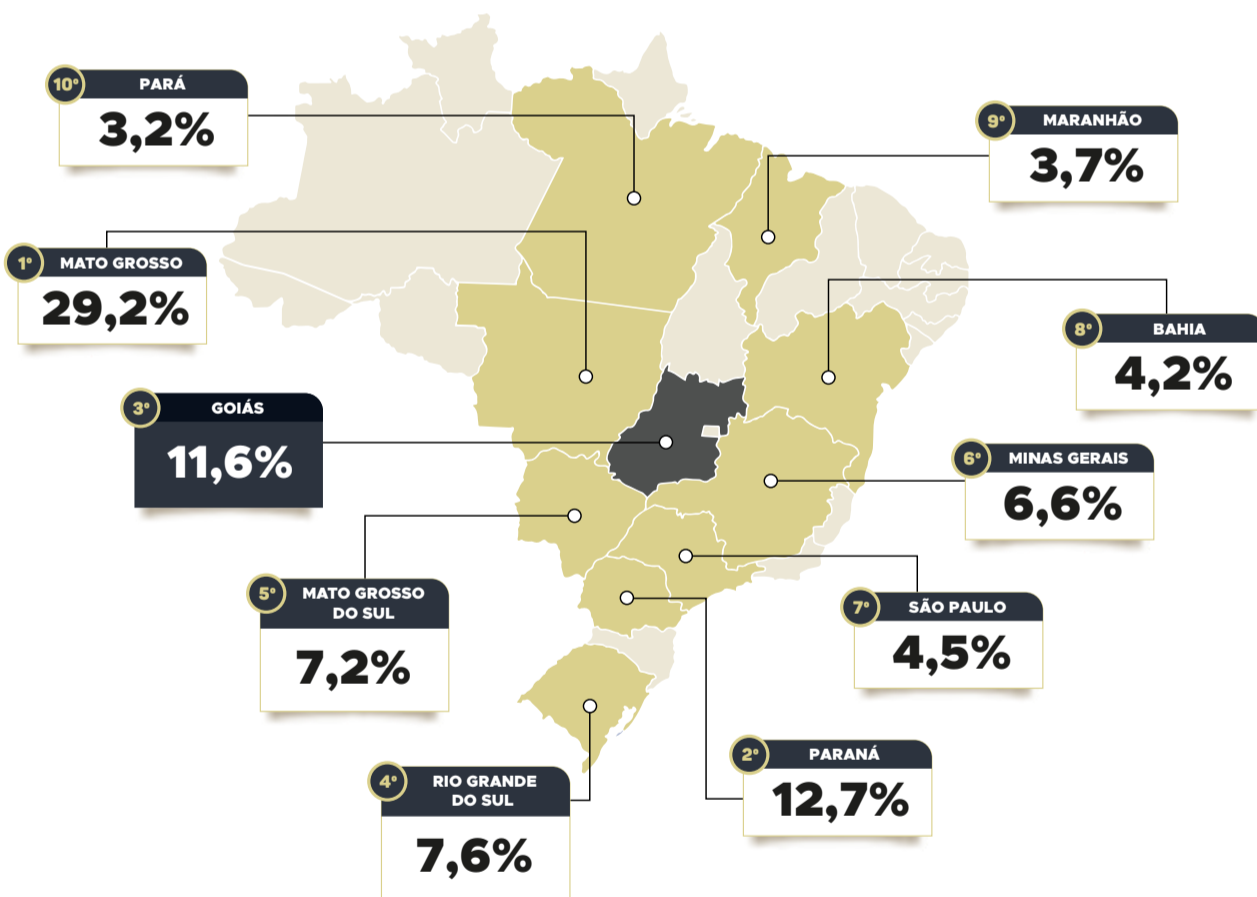 10º
PARÁ
3,2%
9º
MARANHÃO
3,7%
1º
MATO GROSSO
29,2%
8º
BAHIA
4,2%
3º
GOIÁS
11,6%
6º
MINAS GERAIS
6,6%
5º
MATO GROSSO
DO SUL
7,2%
7º
SÃO PAULO
4,5%
2º
PARANÁ
12,7%
4º
RIO GRANDE
DO SUL
7,6%